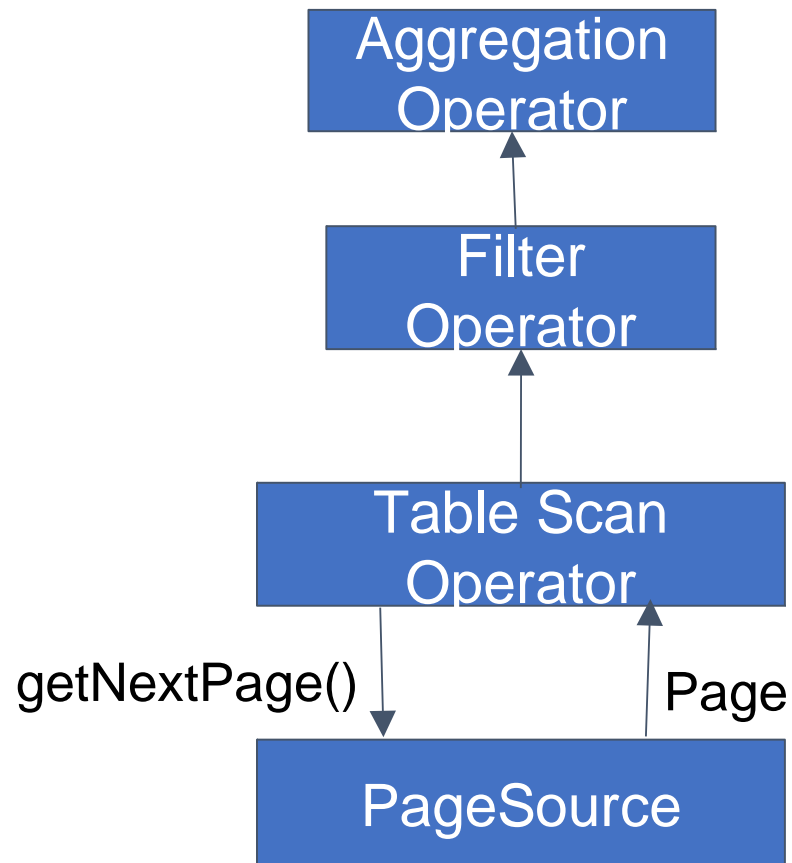 Aggregation
Operator
Filter
Operator
Table Scan
Operator
getNextPage()
Page
PageSource